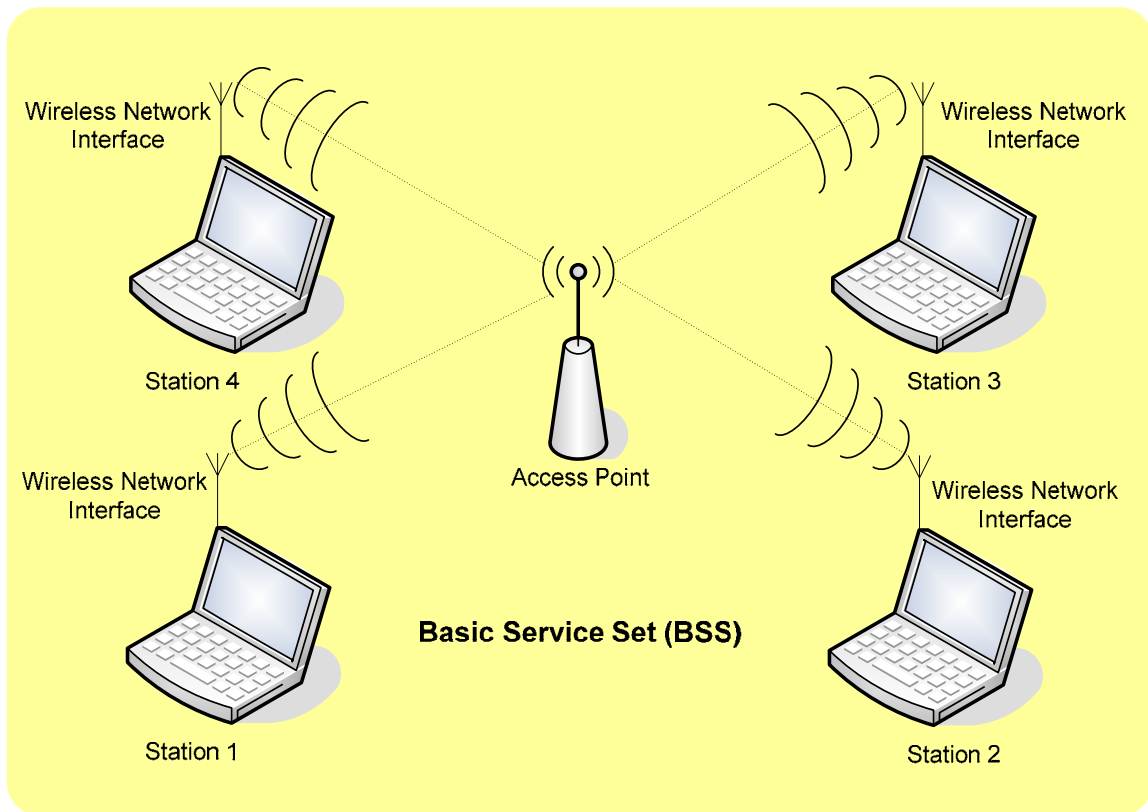 Wireless Network
Interface
Wireless Network
Interface
Station 4
Station 3
Access Point
Wireless Network
Interface
Wireless Network
Interface
Basic Service Set (BSS)
Station 1
Station 2